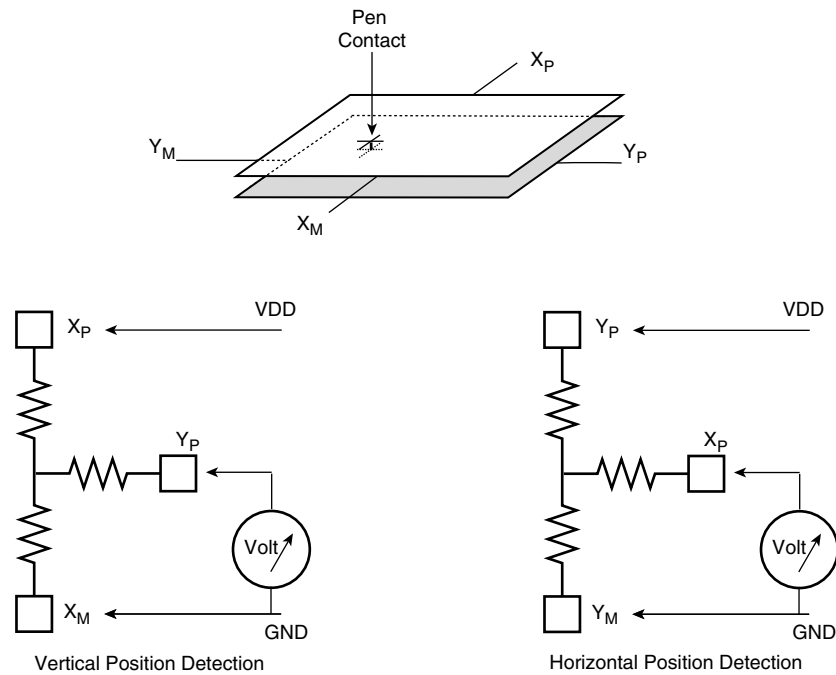 Pen
Contact
X_P
Y_M
Y_P
X_M
X_P
VDD
Y_P
Volt
X_M
GND
Vertical Position Detection
Y_P
VDD
X_P
Volt
Y_M
GND
Horizontal Position Detection